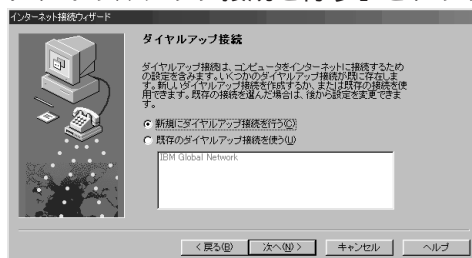 インターネット接続ウィザード
ダイヤルアップ接続
ダイヤルアップ接続は、コンピュータをインターネットに接続するため
の設定を含みます。いくつかのダイヤルアップ接続が既に存在しま
す。新しいダイヤルアップ接続を作成するか、または既存の接続を使
用できます。既存の接続を選んだ場合は、後から設定を変更できま
す。
新規にダイヤルアップ接続を行う(C)
既存のダイヤルアップ接続を使う(U)
IBM Global Network
< 戻る(B)
次へ(N) >
キャンセル
ヘルプ